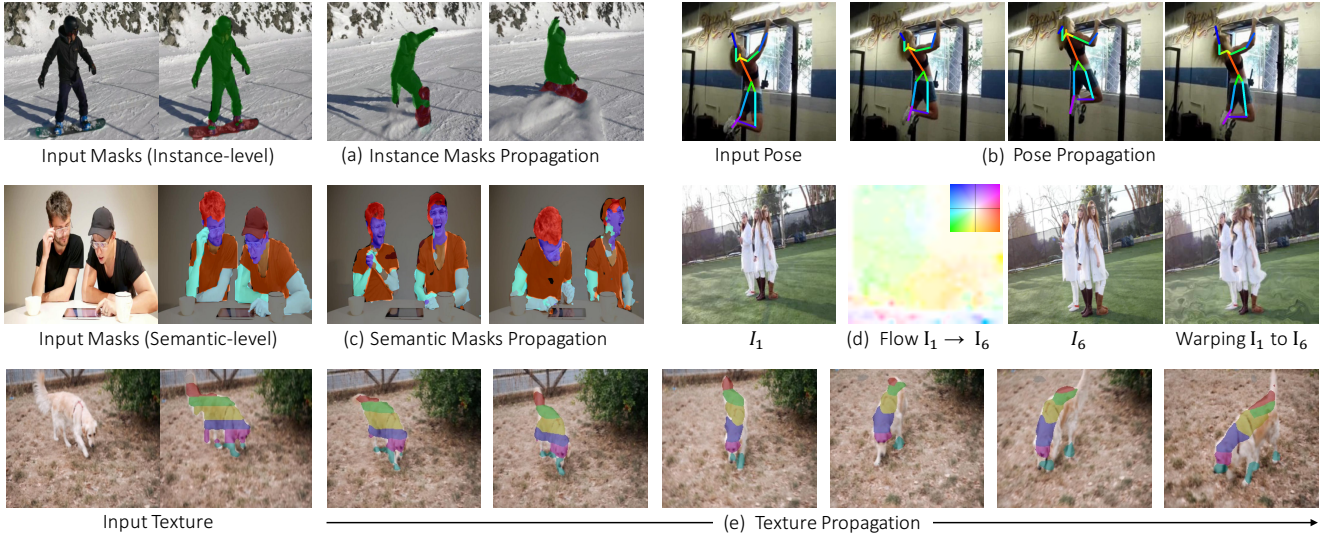 Input Masks (Instance-level)
(a) Instance Masks Propagation
Input Pose
(b) Pose Propagation
Input Masks (Semantic-level)
(c) Semantic Masks Propagation
I₁
(d) Flow I₁ → I₆
I₆
Warping I₁ to I₆
Input Texture
(e) Texture Propagation